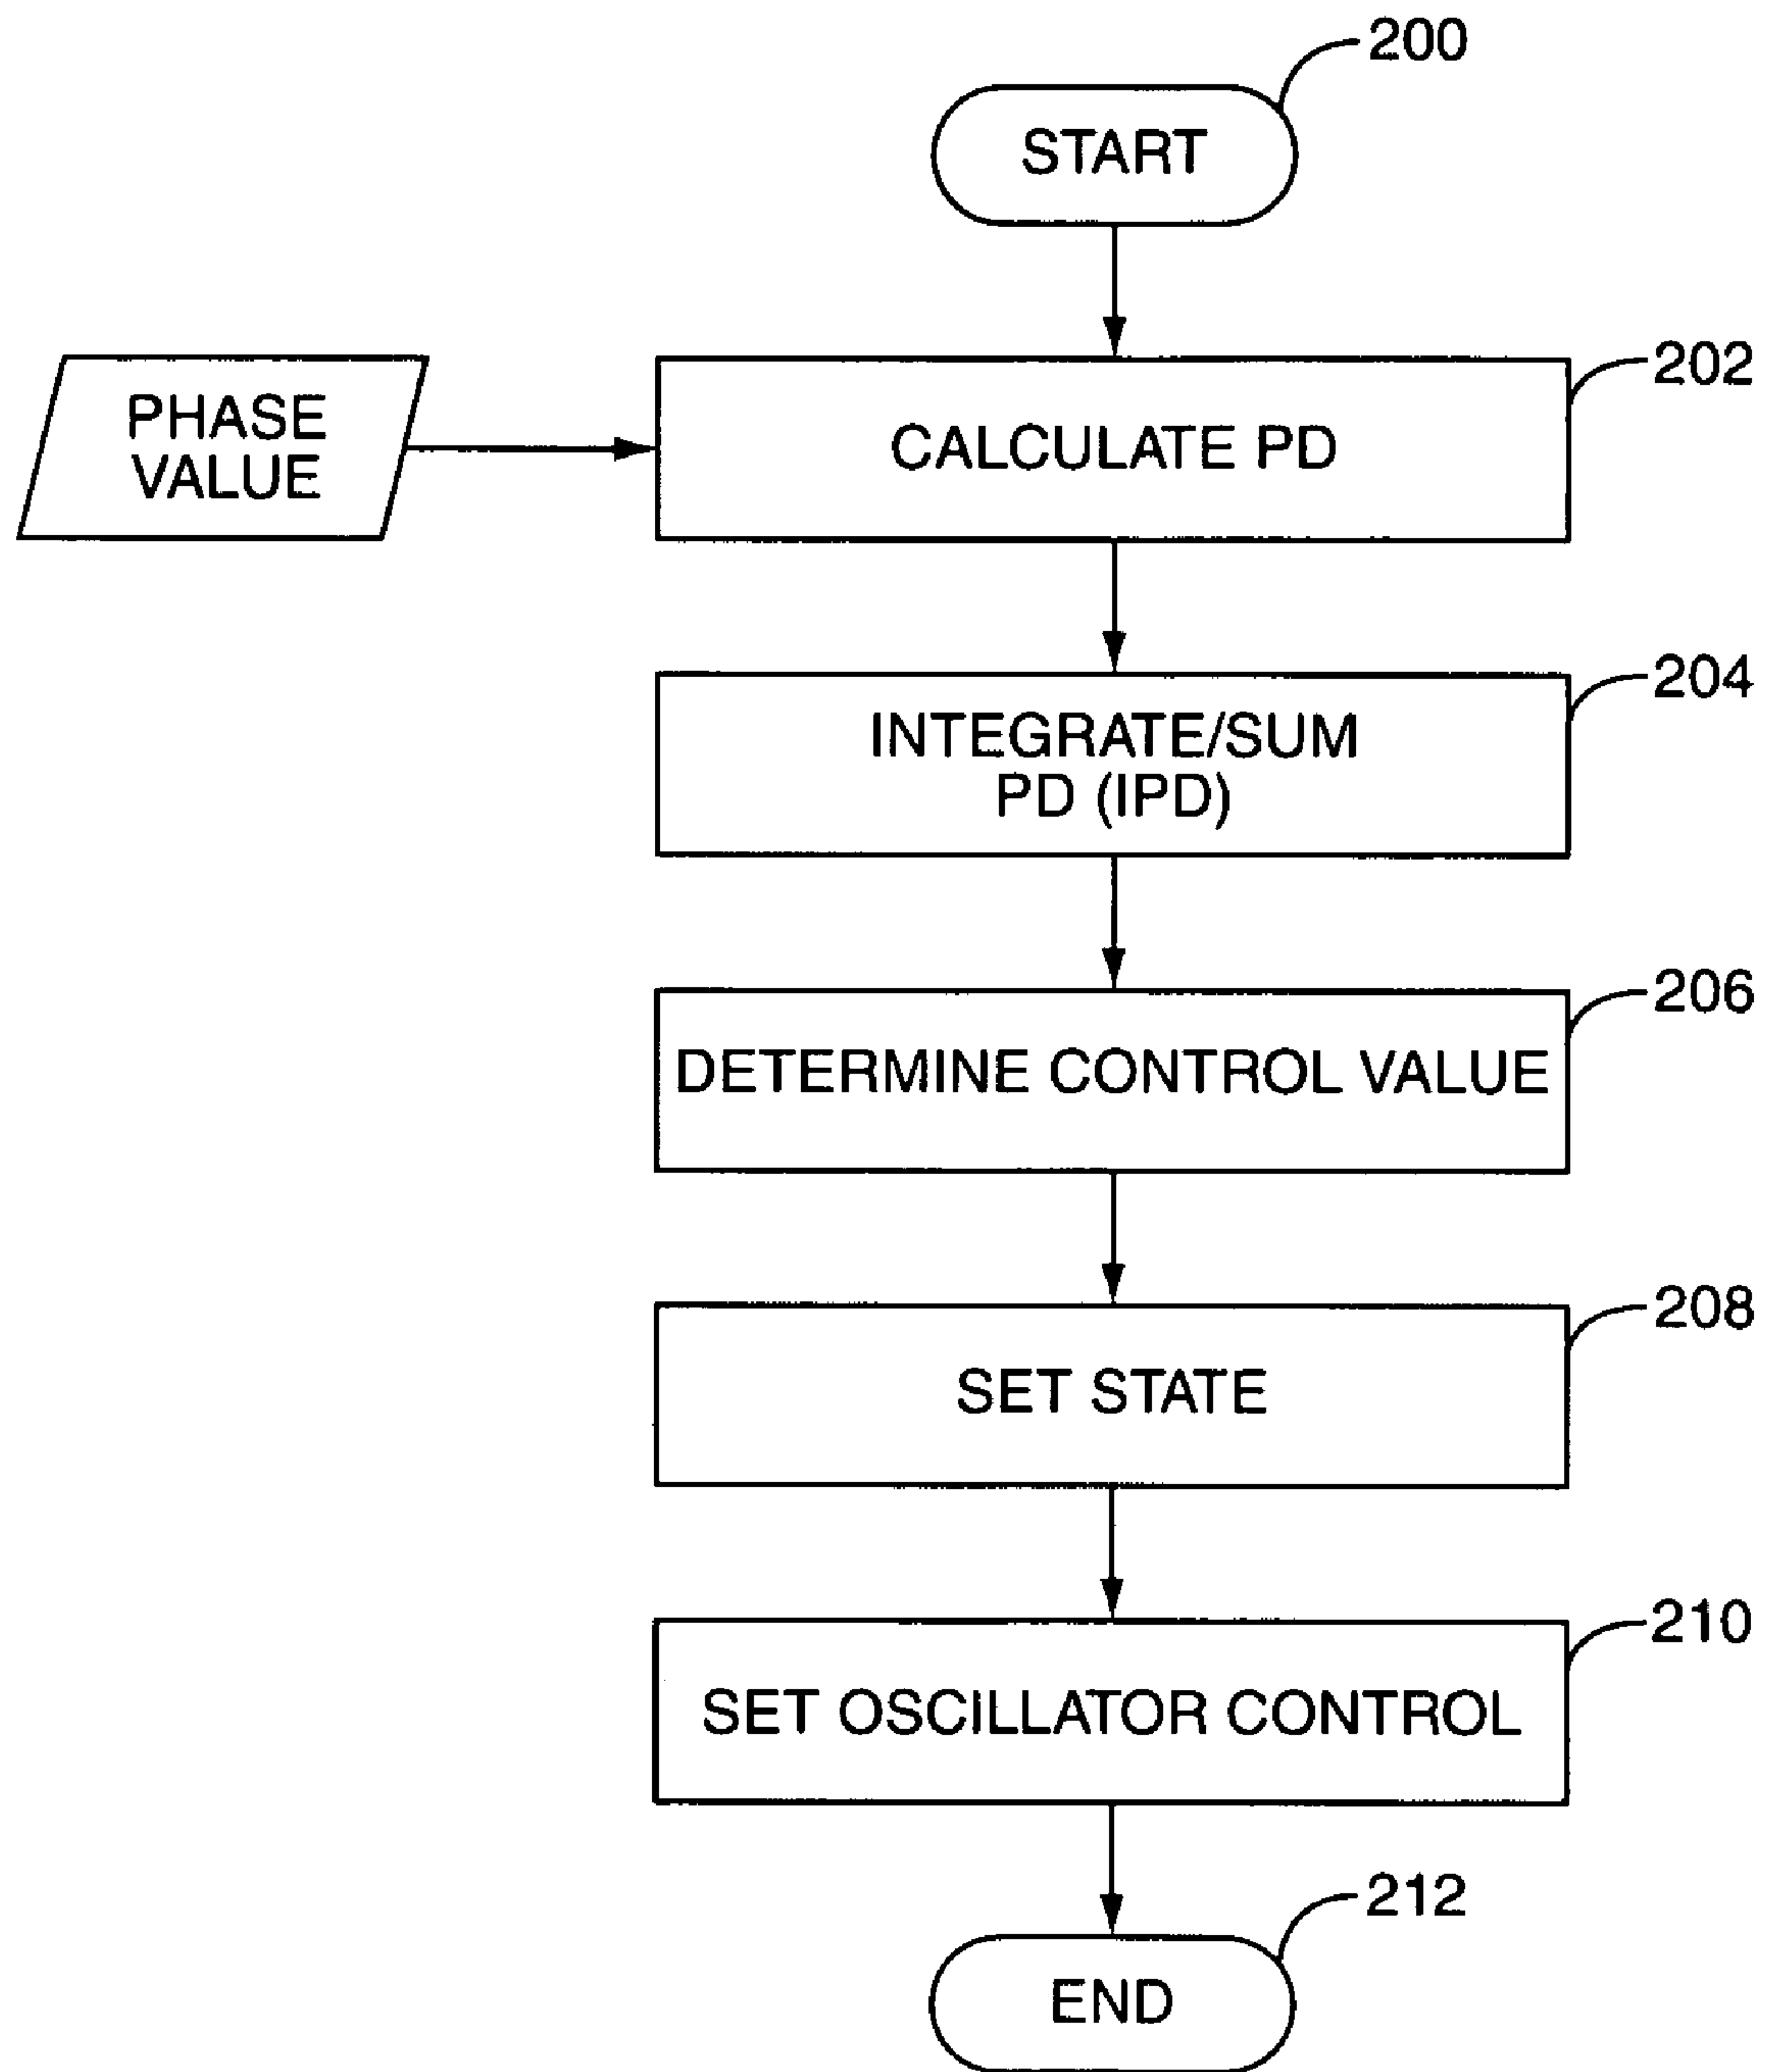 200
START
202
PHASE
VALUE
CALCULATE PD
204
INTEGRATE/SUM
PD (IPD)
206
DETERMINE CONTROL VALUE
208
SET STATE
210
SET OSCILLATOR CONTROL
212
END